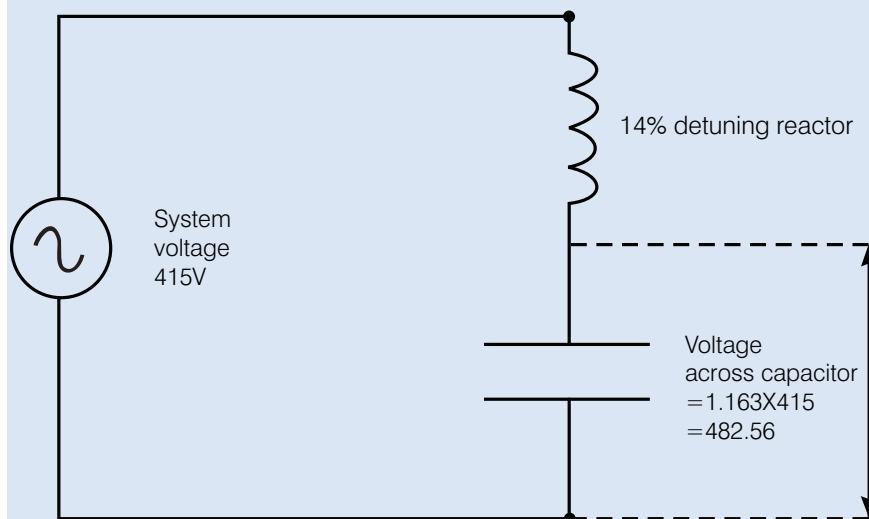 14% detuning reactor
System
voltage
415V
Voltage
across capacitor
=1.163X415
=482.56